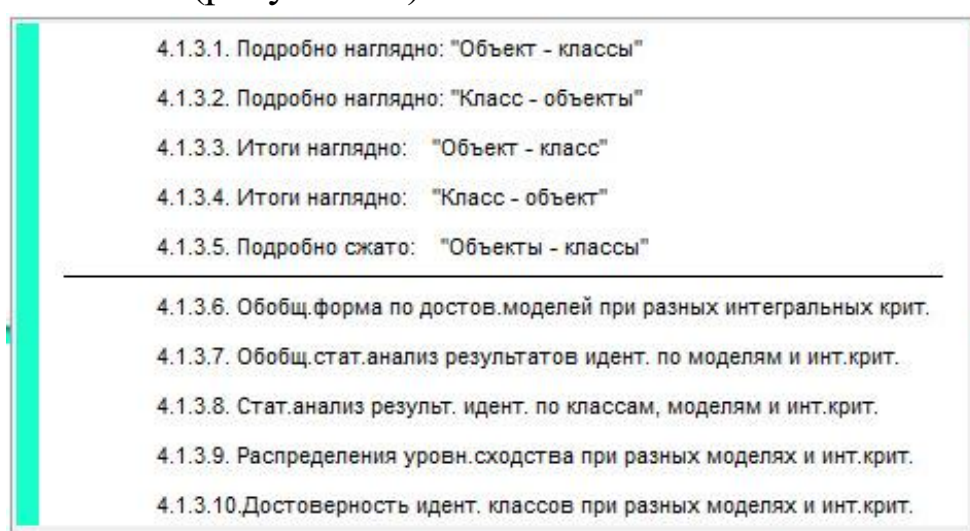 4.1.3.1. Подробно наглядно: "Объект - классы"
4.1.3.2. Подробно наглядно: "Класс - объекты"
4.1.3.3. Итоги наглядно: "Объект - класс"
4.1.3.4. Итоги наглядно: "Класс - объект"
4.1.3.5. Подробно сжато: "Объекты - классы"
4.1.3.6. Обобщ.форма по достов.моделей при разных интегральных крит.
4.1.3.7. Обобщ.стат.анализ результатов идент. по моделям и инт.крит.
4.1.3.8. Стат.анализ результ. идент. по классам, моделям и инт.крит.
4.1.3.9. Распределения уровн.сходства при разных моделях и инт.крит.
4.1.3.10.Достоверность идент. классов при разных моделях и инт.крит.